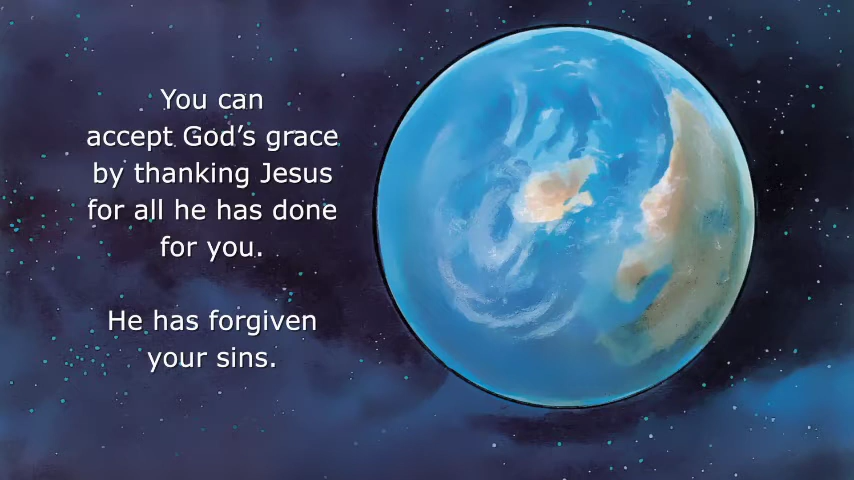 You can
accept God’s grace
by thanking Jesus
for all he has done
for you.
He has forgiven
your sins.